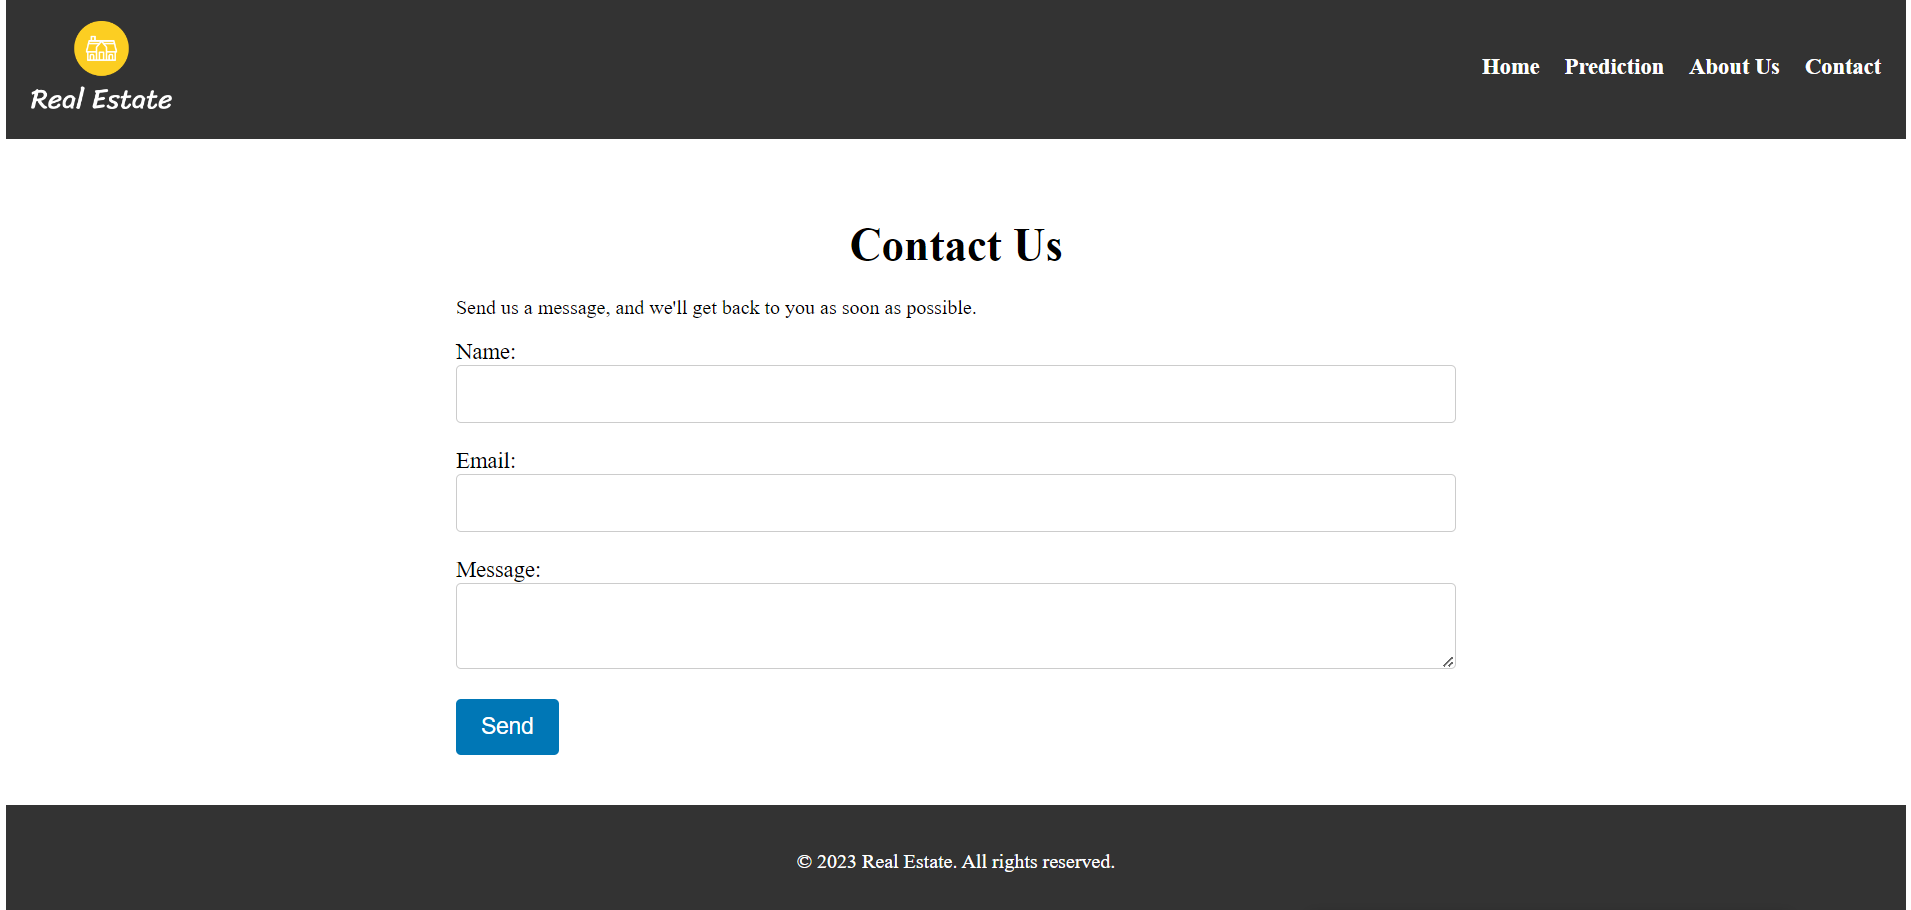 Real Estate
Home Prediction About Us Contact
Contact Us
Send us a message, and we'll get back to you as soon as possible.
Name:
Email:
Message:
Send
© 2023 Real Estate. All rights reserved.